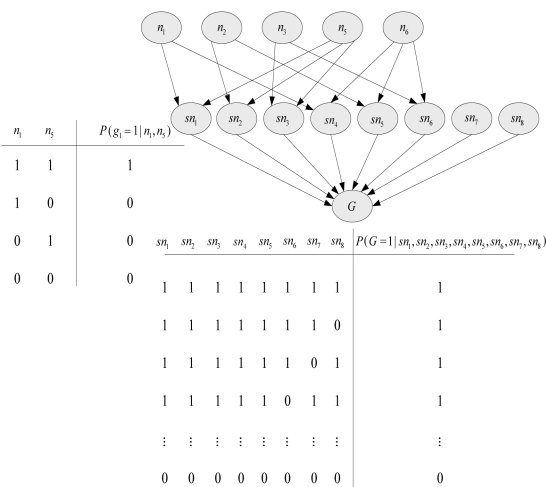 n1 n2 n3 n5 n6
sn1 sn2 sn3 sn4 sn5 sn6 sn7 sn8
G
n1 n5 P(g1 = 1 | n1, n5)
1 1 1
1 0 0
0 1 0
0 0 0
sn1 sn2 sn3 sn4 sn5 sn6 sn7 sn8 P(G = 1 | sn1, sn2, sn3, sn4, sn5, sn6, sn7, sn8)
1 1 1 1 1 1 1 1 1
1 1 1 1 1 1 1 0 1
1 1 1 1 1 1 0 1 1
1 1 1 1 1 0 1 1 1
⋮ ⋮ ⋮ ⋮ ⋮ ⋮ ⋮ ⋮ ⋮
0 0 0 0 0 0 0 0 0